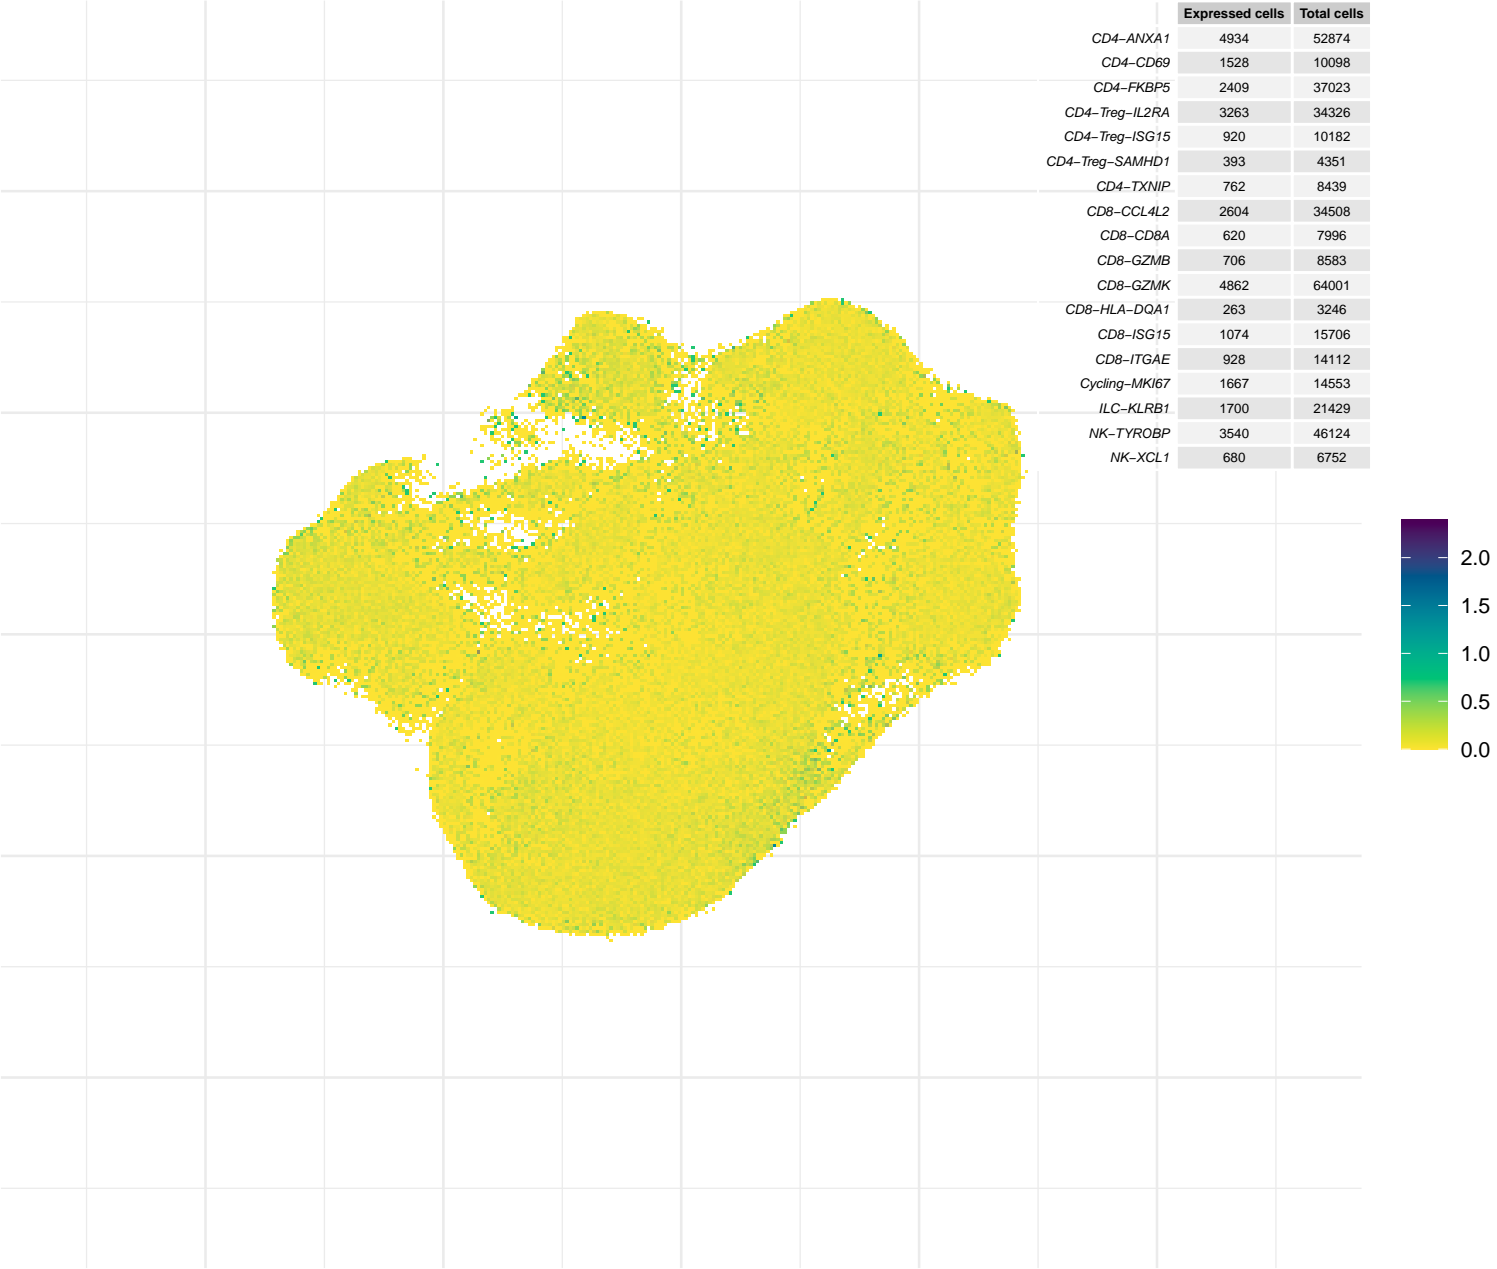 Expressed cells Total cells
CD4−ANXA1 4934 52874
CD4−CD69 1528 10098
CD4−FKBP5 2409 37023
CD4−Treg−IL2RA 3263 34326
CD4−Treg−ISG15 920 10182
CD4−Treg−SAMHD1 393 4351
CD4−TXNIP 762 8439
CD8−CCL4L2 2604 34508
CD8−CD8A 620 7996
CD8−GZMB 706 8583
CD8−GZMK 4862 64001
CD8−HLA−DQA1 263 3246
CD8−ISG15 1074 15706
CD8−ITGAE 928 14112
Cycling−MKI67 1667 14553
ILC−KLRB1 1700 21429
NK−TYROBP 3540 46124
NK−XCL1 680 6752
2.0
1.5
1.0
0.5
0.0